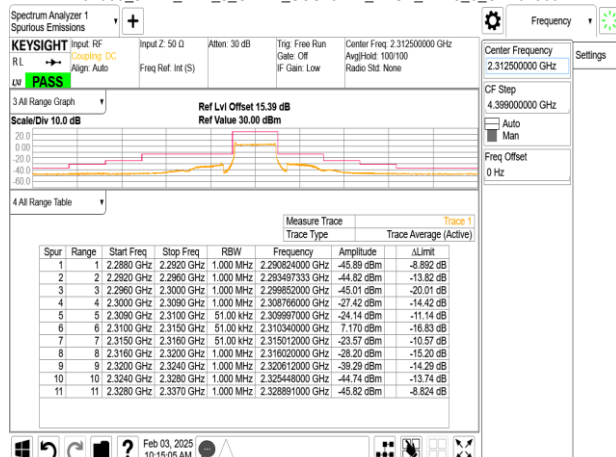 Spectrum Analyzer 1
Spurious Emissions
Frequency
KEYSIGHT Input: RF Input Z: 50 Ω Atten: 30 dB Trig: Free Run Center Freq: 2.312500000 GHz
RL Coupling: DC Gate: Off Avg|Hold: 100/100
Align: Auto Freq Ref: Int (S) IF Gain: Low Radio Std: None
PASS
Center Frequency
2.312500000 GHz
Settings
CF Step
4.399000000 GHz
Auto
Man
Freq Offset
0 Hz
3 All Range Graph
Ref Lvl Offset 15.39 dB
Scale/Div 10.0 dB Ref Value 30.00 dBm
20.0
0.00
-20.0
-40.0
-60.0
4 All Range Table
Measure Trace Trace 1
Trace Type Trace Average (Active)
Spur Range Start Freq Stop Freq RBW Frequency Amplitude ΔLimit
1 1 2.2880 GHz 2.2920 GHz 1.000 MHz 2.290824000 GHz -45.89 dBm -8.892 dB
2 2 2.2920 GHz 2.2960 GHz 1.000 MHz 2.293497333 GHz -44.82 dBm -13.82 dB
3 3 2.2960 GHz 2.3000 GHz 1.000 MHz 2.299852000 GHz -45.01 dBm -20.01 dB
4 4 2.3000 GHz 2.3090 GHz 1.000 MHz 2.308766000 GHz -27.42 dBm -14.42 dB
5 5 2.3090 GHz 2.3100 GHz 51.00 kHz 2.309997000 GHz -24.14 dBm -11.14 dB
6 6 2.3100 GHz 2.3150 GHz 51.00 kHz 2.310340000 GHz 7.170 dBm -16.83 dB
7 7 2.3150 GHz 2.3160 GHz 51.00 kHz 2.315012000 GHz -23.57 dBm -10.57 dB
8 8 2.3160 GHz 2.3200 GHz 1.000 MHz 2.316020000 GHz -28.20 dBm -15.20 dB
9 9 2.3200 GHz 2.3240 GHz 1.000 MHz 2.320612000 GHz -39.29 dBm -14.29 dB
10 10 2.3240 GHz 2.3280 GHz 1.000 MHz 2.325448000 GHz -44.74 dBm -13.74 dB
11 11 2.3280 GHz 2.3370 GHz 1.000 MHz 2.328891000 GHz -45.82 dBm -8.824 dB
Feb 03, 2025
10:15:05 AM